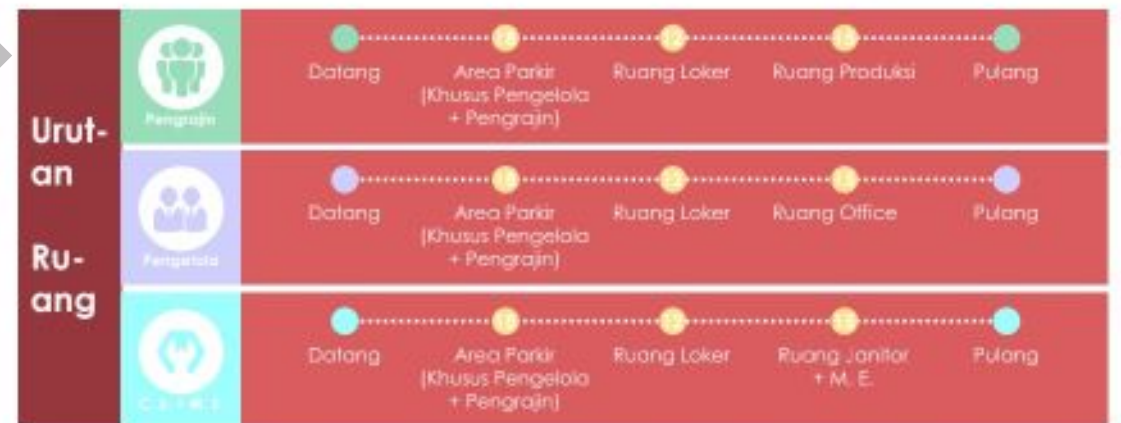 Urut-
an
Ru-
ang
Pengrajin
Datang
Area Parkir
(Khusus Pengelola
+ Pengrajin)
Ruang Loker
Ruang Produksi
Pulang
Pengelola
Datang
Area Parkir
(Khusus Pengelola
+ Pengrajin)
Ruang Loker
Ruang Office
Pulang
Datang
Area Parkir
(Khusus Pengelola
+ Pengrajin)
Ruang Loker
Ruang Janitor
+ M. E.
Pulang